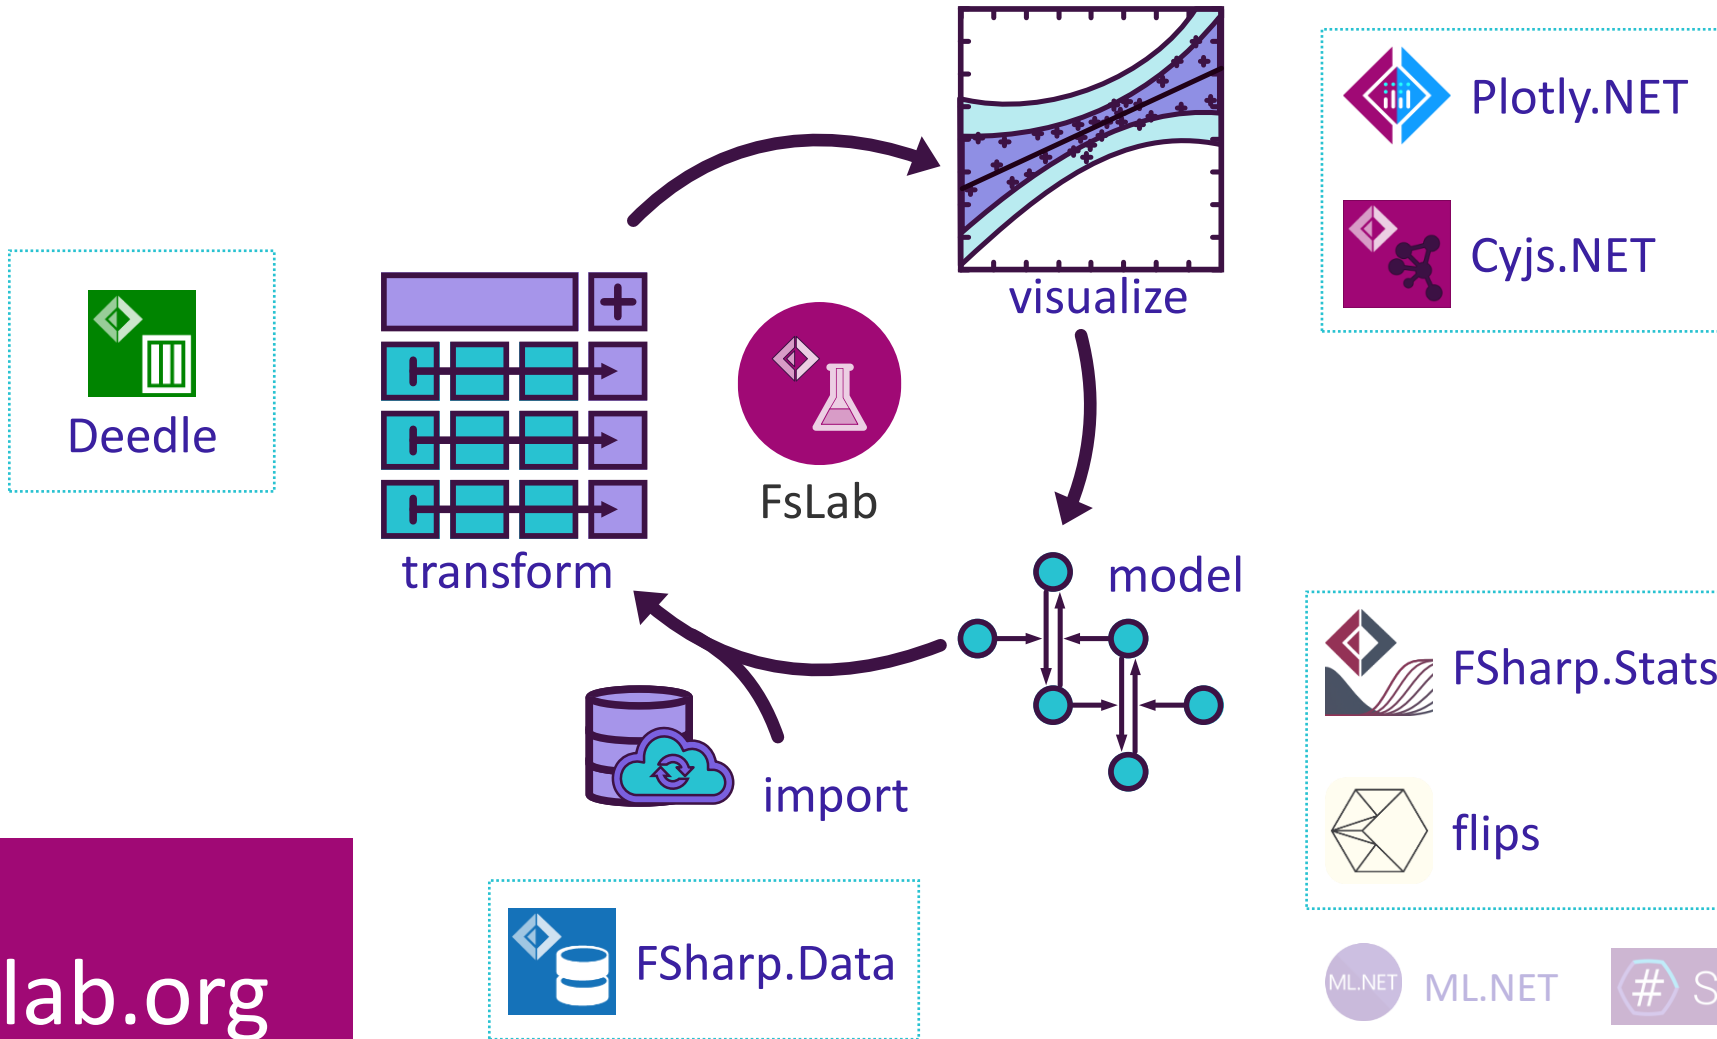 Plotly.NET
Cyjs.NET
visualize
Deedle
FsLab
transform
model
FSharp.Stats
import
flips
FSharp.Data
lab.org
ML.NET
ML.NET
# S